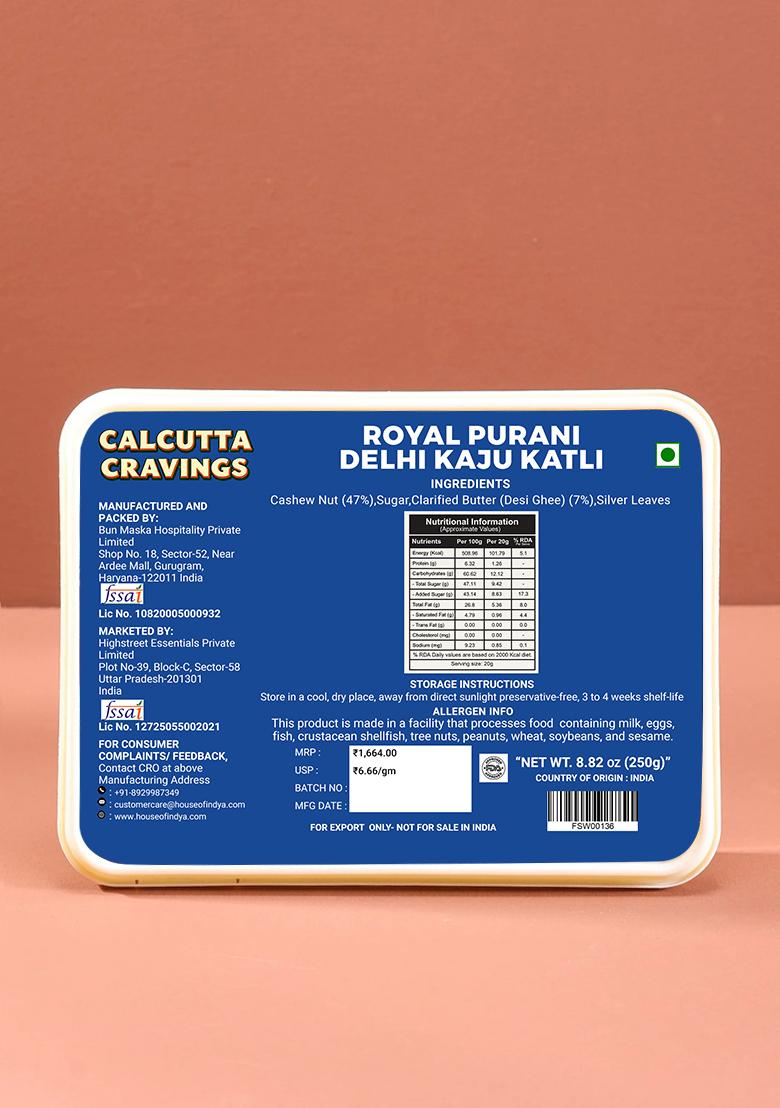 CALCUTTA
CRAVINGS
MANUFACTURED AND
PACKED BY:
Bun Maska Hospitality Private
Limited
Shop No. 18, Sector-52, Near
Ardee Mall, Gurugram,
Haryana-122011 India
fssai
Lic No. 10820005000932
MARKETED BY:
Highstreet Essentials Private
Limited
Plot No-39, Block-C, Sector-58
Uttar Pradesh-201301
India
fssai
Lic No. 12725055002021
FOR CONSUMER
COMPLAINTS/ FEEDBACK,
Contact CRO at above
Manufacturing Address
: +91-8929987349
: customercare@houseofindya.com
: www.houseofindya.com
ROYAL PURANI
DELHI KAJU KATLI
INGREDIENTS
Cashew Nut (47%),Sugar,Clarified Butter (Desi Ghee) (7%),Silver Leaves
Nutritional Information
(Approximate Values)
Nutrients Per 100g Per 20g % RDA
Per Serve
Energy (Kcal) 508.96 101.79 5.1
Protein (g) 6.32 1.26 -
Carbohydrates (g) 60.62 12.12 -
- Total Sugar (g) 47.11 9.42 -
- Added Sugar (g) 43.14 8.63 17.3
Total Fat (g) 26.8 5.36 8.0
- Saturated Fat (g) 4.79 0.96 4.4
- Trans Fat (g) 0.00 0.00 0.0
Cholesterol (mg) 0.00 0.00 -
Sodium (mg) 9.23 0.85 0.1
% RDA Daily values are based on 2000 Kcal diet.
Serving size: 20g
STORAGE INSTRUCTIONS
Store in a cool, dry place, away from direct sunlight preservative-free, 3 to 4 weeks shelf-life
ALLERGEN INFO
This product is made in a facility that processes food containing milk, eggs,
fish, crustacean shellfish, tree nuts, peanuts, wheat, soybeans, and sesame.
MRP : ₹1,664.00
USP : ₹6.66/gm
BATCH NO :
MFG DATE :
FDA
“NET WT. 8.82 oz (250g)”
COUNTRY OF ORIGIN : INDIA
FSW00136
FOR EXPORT ONLY- NOT FOR SALE IN INDIA